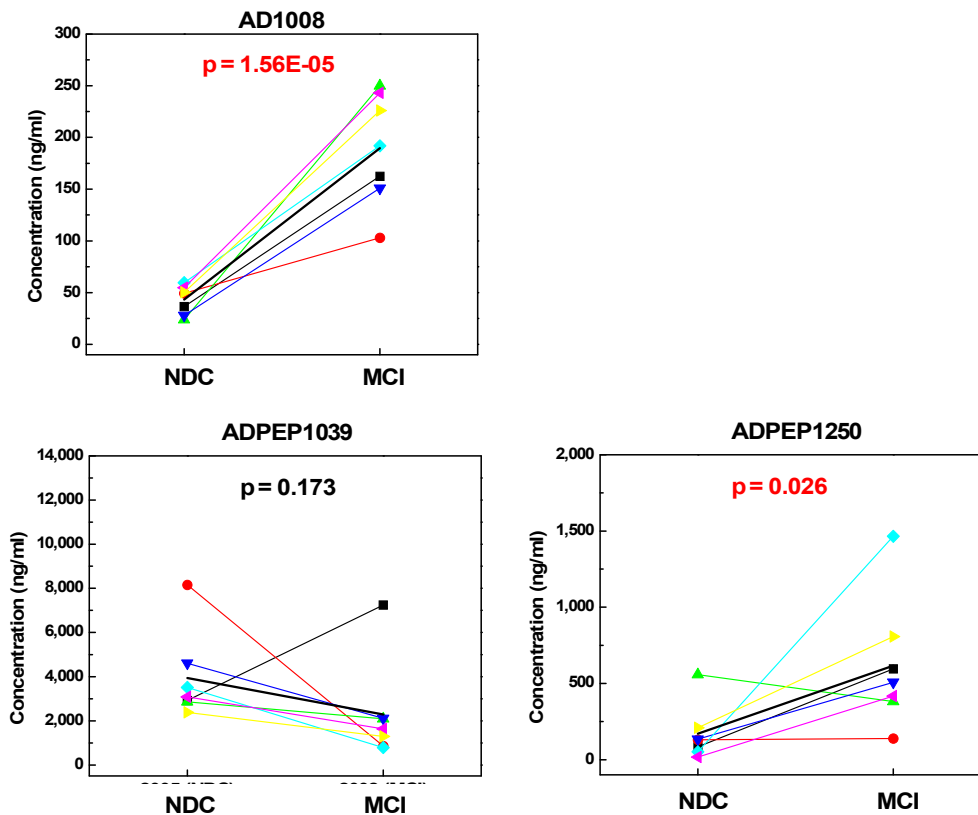 AD1008
300
p = 1.56E-05
250
200
150
100
50
0
Concentration (ng/ml)
NDC MCI
ADPEP1039
14,000
p = 0.173
12,000
10,000
8,000
6,000
4,000
2,000
0
Concentration (ng/ml)
NDC MCI
ADPEP1250
2,000
p = 0.026
1,500
1,000
500
0
Concentration (ng/ml)
NDC MCI